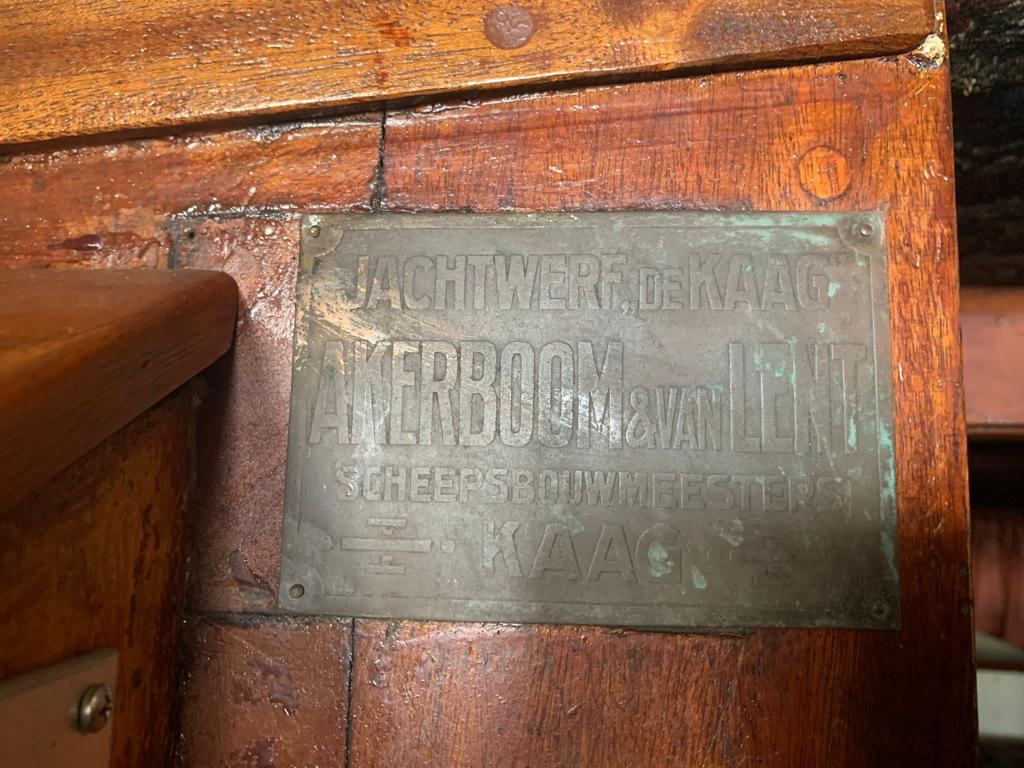 "JACHTWERF „DE KAAG"
AKERBOOM & VAN LENT
SCHEEPSBOUWMEESTERS
KAAG